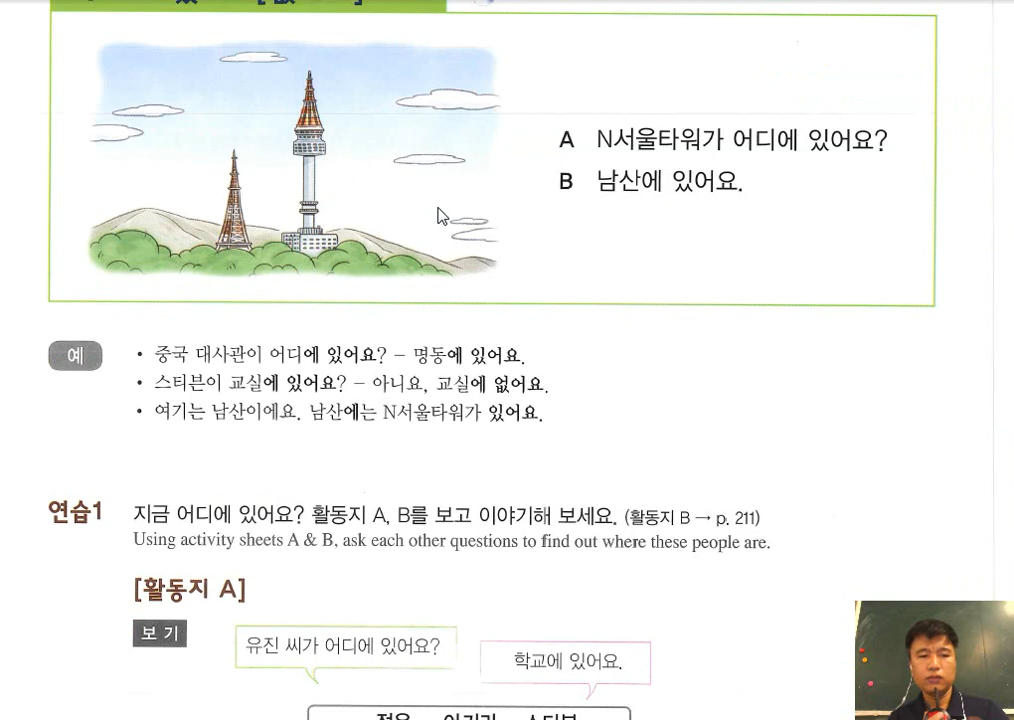 A N서울타워가 어디에 있어요?
B 남산에 있어요.
예
• 중국 대사관이 어디에 있어요? – 명동에 있어요.
• 스티븐이 교실에 있어요? – 아니요, 교실에 없어요.
• 여기는 남산이에요. 남산에는 N서울타워가 있어요.
연습1 지금 어디에 있어요? 활동지 A, B를 보고 이야기해 보세요. (활동지 B → p. 211)
Using activity sheets A & B, ask each other questions to find out where these people are.
[활동지 A]
보기
유진 씨가 어디에 있어요?
학교에 있어요.